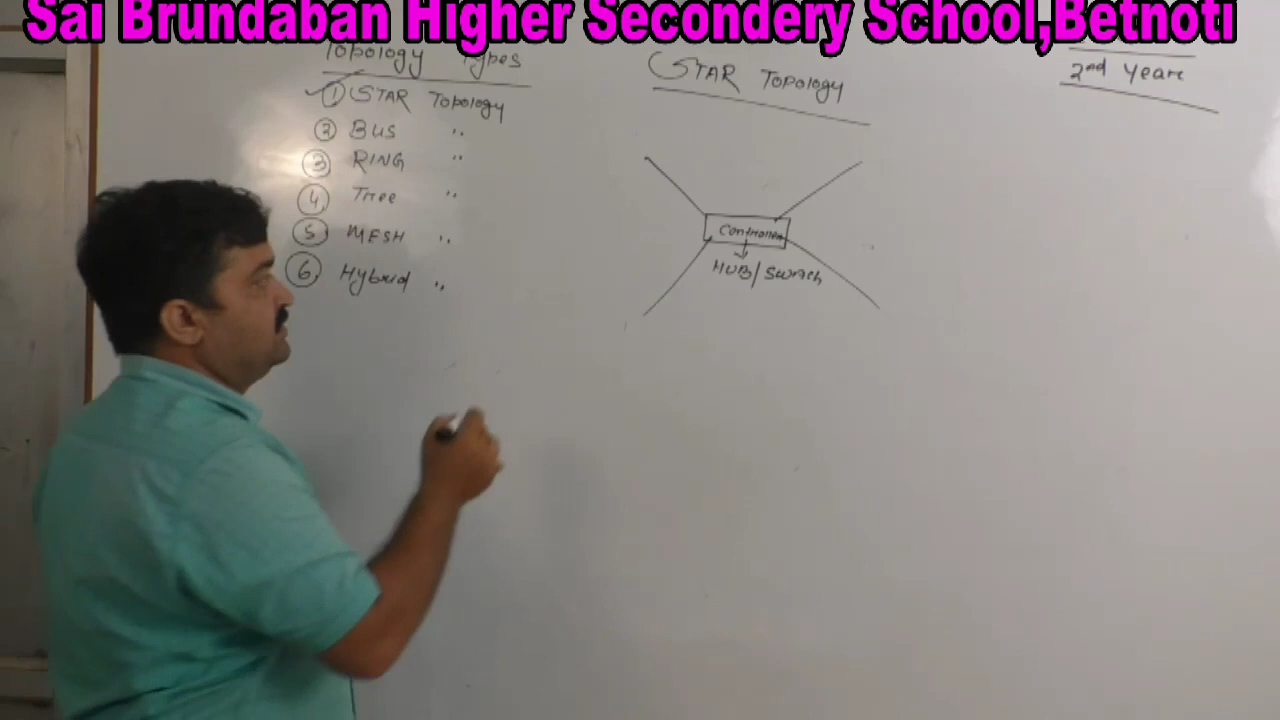 Sai Brundaban Higher Secondery School,Betnoti
Topology Types
① STAR Topology
② BUS "
③ RING "
④ Tree "
⑤ MESH "
⑥ Hybrid "
STAR Topology
Controller
HUB/Switch
2nd Year